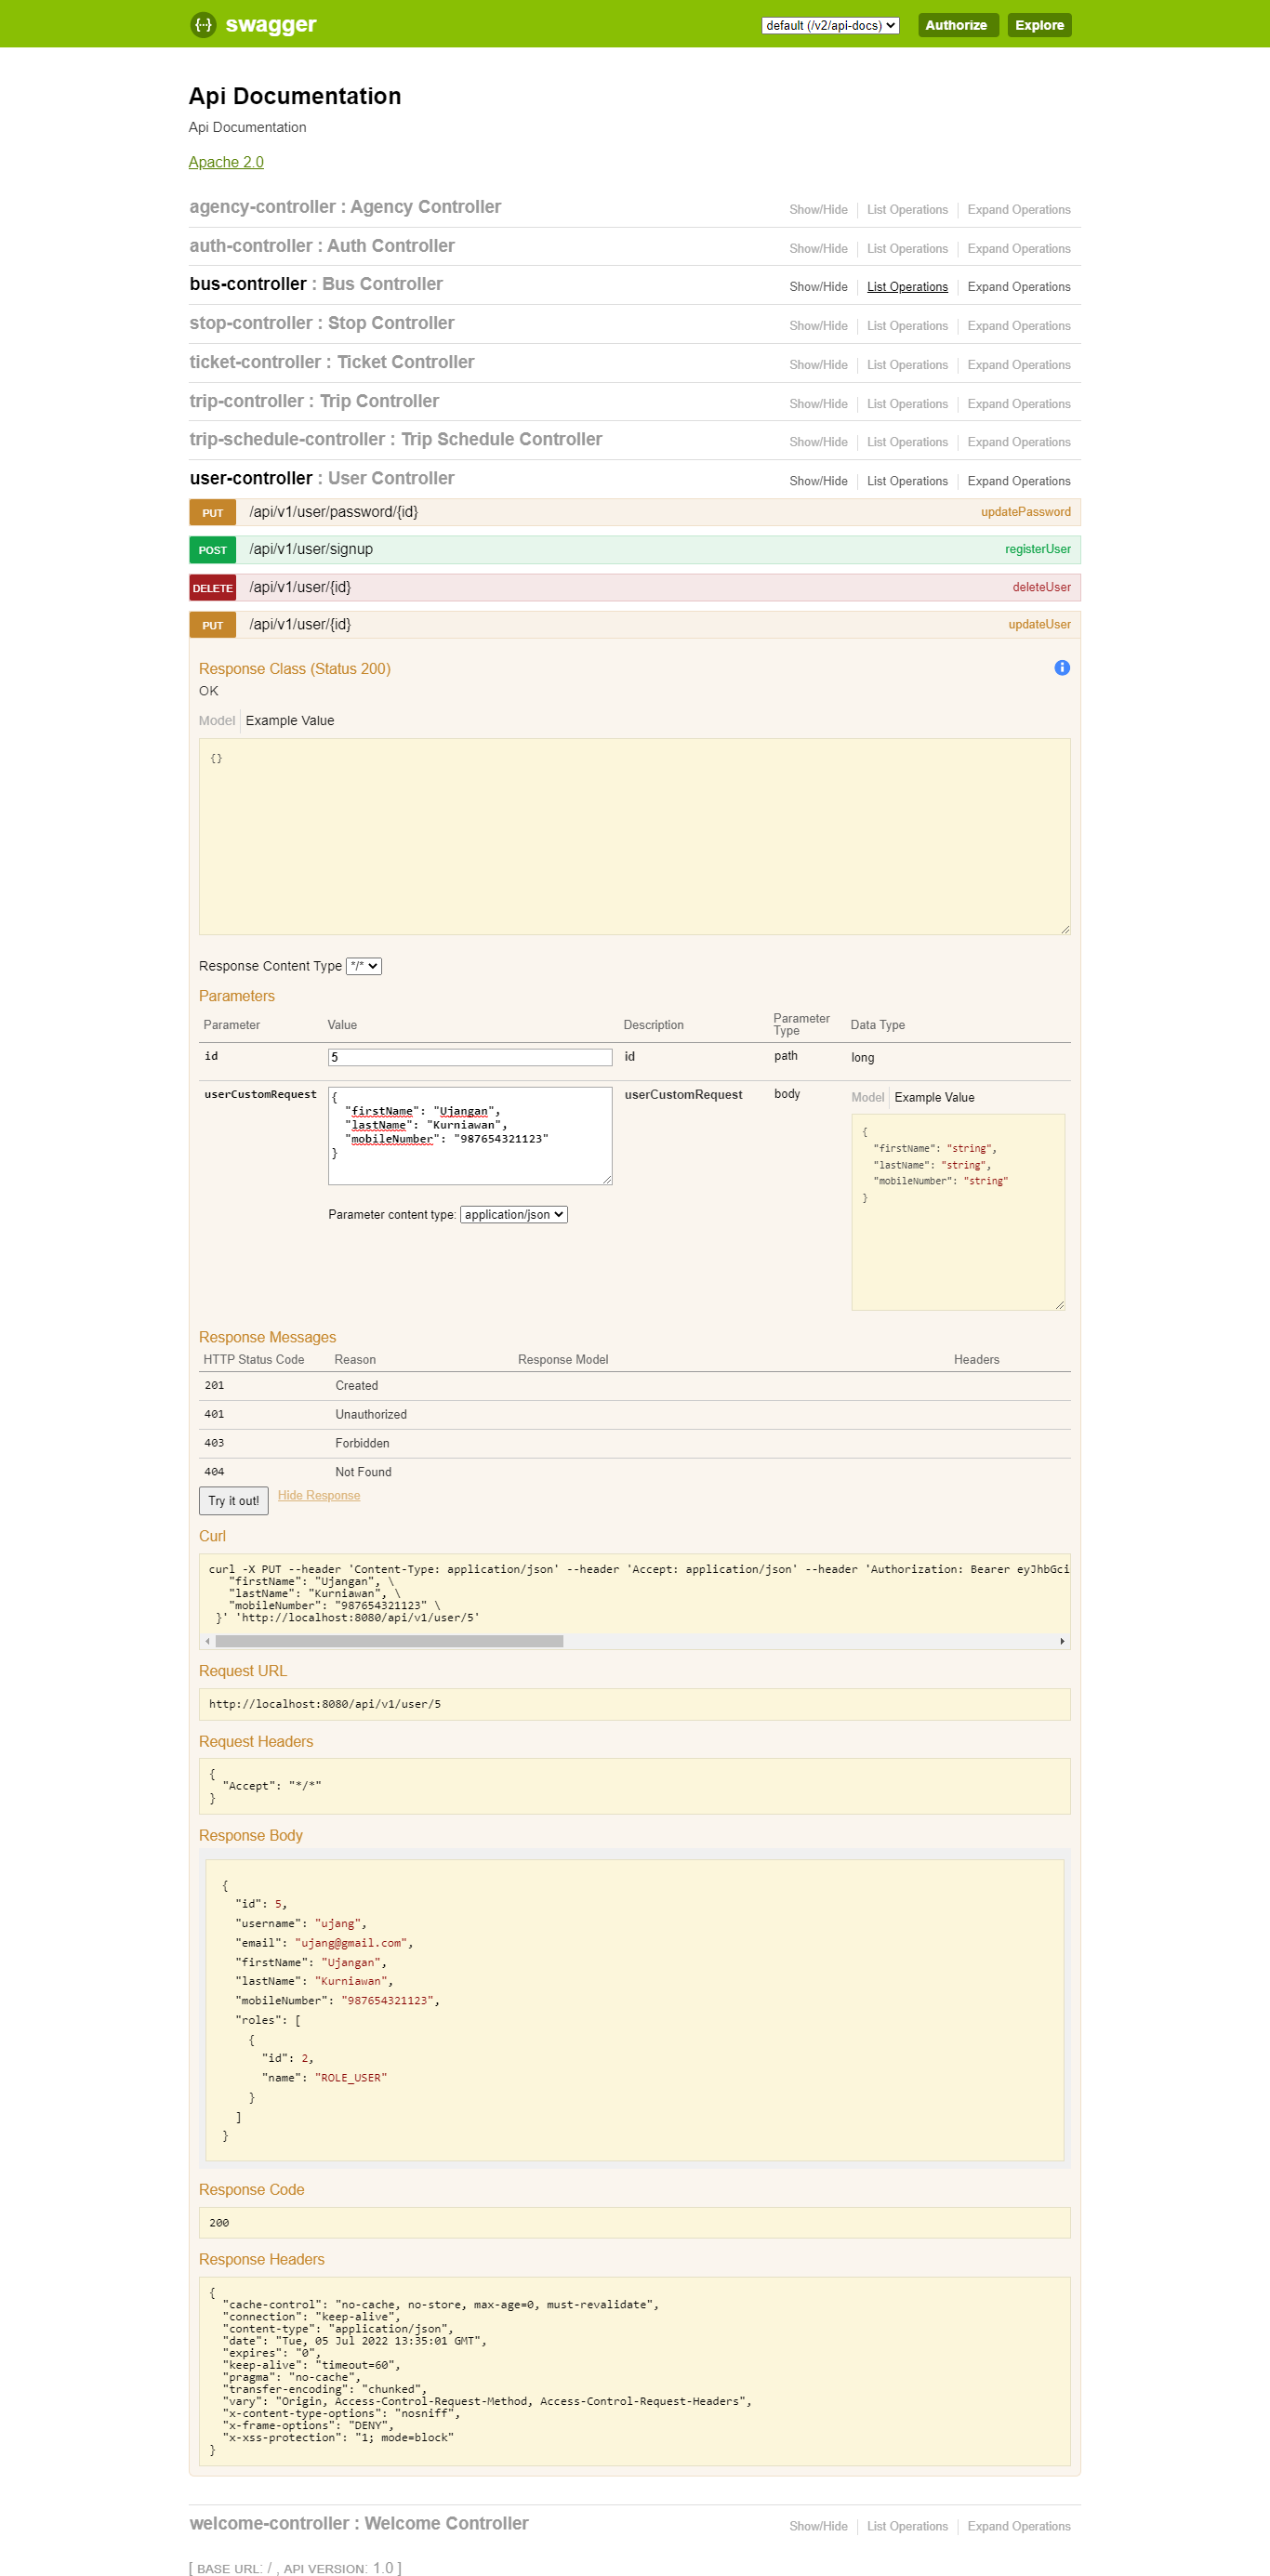 swagger default (/v2/api-docs) Authorize Explore
Api Documentation
Api Documentation
Apache 2.0
agency-controller : Agency Controller Show/Hide List Operations Expand Operations
auth-controller : Auth Controller Show/Hide List Operations Expand Operations
bus-controller : Bus Controller Show/Hide List Operations Expand Operations
stop-controller : Stop Controller Show/Hide List Operations Expand Operations
ticket-controller : Ticket Controller Show/Hide List Operations Expand Operations
trip-controller : Trip Controller Show/Hide List Operations Expand Operations
trip-schedule-controller : Trip Schedule Controller Show/Hide List Operations Expand Operations
user-controller : User Controller Show/Hide List Operations Expand Operations
PUT /api/v1/user/password/{id} updatePassword
POST /api/v1/user/signup registerUser
DELETE /api/v1/user/{id} deleteUser
PUT /api/v1/user/{id} updateUser
Response Class (Status 200)
OK
Model Example Value
{}
Response Content Type */*
Parameters
Parameter Value Description Parameter Type Data Type
id 5 id path long
userCustomRequest userCustomRequest body Model Example Value
{
"firstName": "Ujangan",
"lastName": "Kurniawan",
"mobileNumber": "987654321123"
}
{
"firstName": "string",
"lastName": "string",
"mobileNumber": "string"
}
Parameter content type: application/json
Response Messages
HTTP Status Code Reason Response Model Headers
201 Created
401 Unauthorized
403 Forbidden
404 Not Found
Try it out! Hide Response
Curl
curl -X PUT --header 'Content-Type: application/json' --header 'Accept: application/json' --header 'Authorization: Bearer eyJhbGci
"firstName": "Ujangan", \
"lastName": "Kurniawan", \
"mobileNumber": "987654321123" \
}' 'http://localhost:8080/api/v1/user/5'
Request URL
http://localhost:8080/api/v1/user/5
Request Headers
{
"Accept": "*/*"
}
Response Body
{
"id": 5,
"username": "ujang",
"email": "ujang@gmail.com",
"firstName": "Ujangan",
"lastName": "Kurniawan",
"mobileNumber": "987654321123",
"roles": [
{
"id": 2,
"name": "ROLE_USER"
}
]
}
Response Code
200
Response Headers
{
"cache-control": "no-cache, no-store, max-age=0, must-revalidate",
"connection": "keep-alive",
"content-type": "application/json",
"date": "Tue, 05 Jul 2022 13:35:01 GMT",
"expires": "0",
"keep-alive": "timeout=60",
"pragma": "no-cache",
"transfer-encoding": "chunked",
"vary": "Origin, Access-Control-Request-Method, Access-Control-Request-Headers",
"x-content-type-options": "nosniff",
"x-frame-options": "DENY",
"x-xss-protection": "1; mode=block"
}
welcome-controller : Welcome Controller Show/Hide List Operations Expand Operations
[ BASE URL: / , API VERSION: 1.0 ]